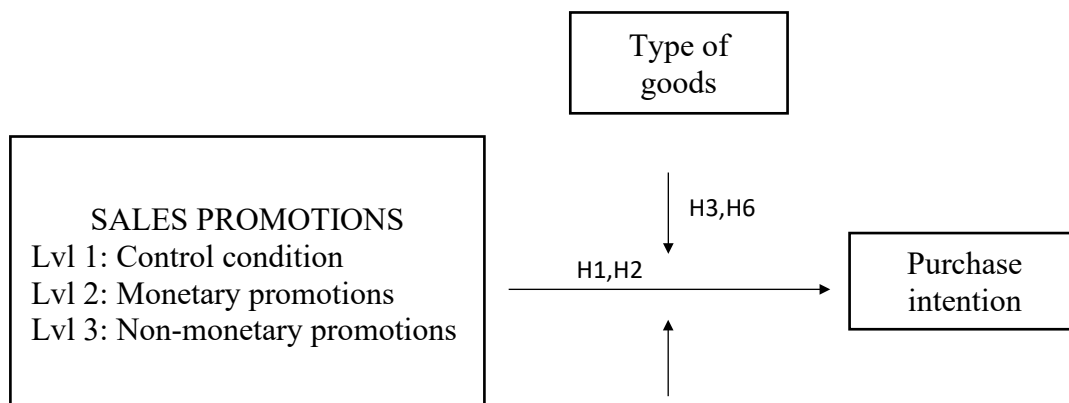 Type of
goods
SALES PROMOTIONS
Lvl 1: Control condition
Lvl 2: Monetary promotions
Lvl 3: Non-monetary promotions
H3,H6
H1,H2
Purchase
intention